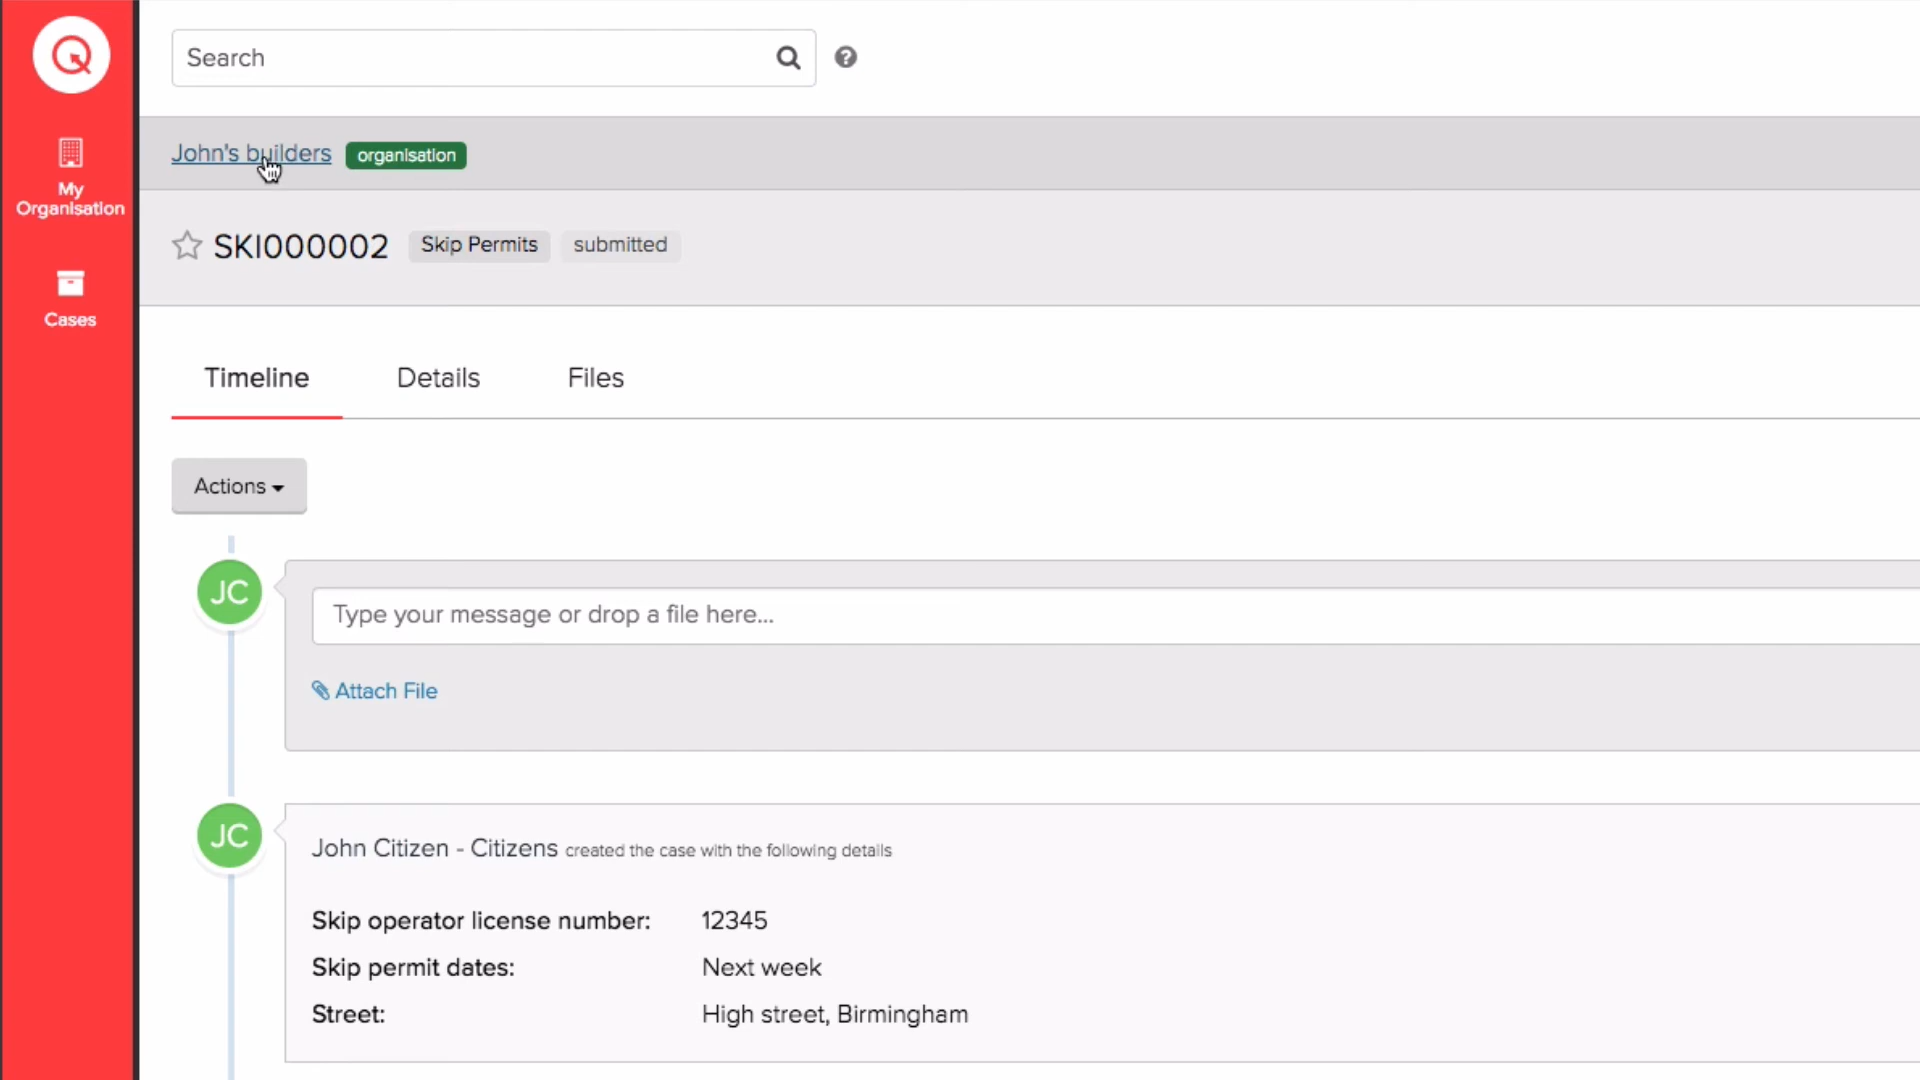 Search
My
Organisation
Cases
John's builders organisation
SKI000002 Skip Permits submitted
Timeline Details Files
Actions
JC
Type your message or drop a file here...
Attach File
JC
John Citizen - Citizens created the case with the following details
Skip operator license number: 12345
Skip permit dates: Next week
Street: High street, Birmingham